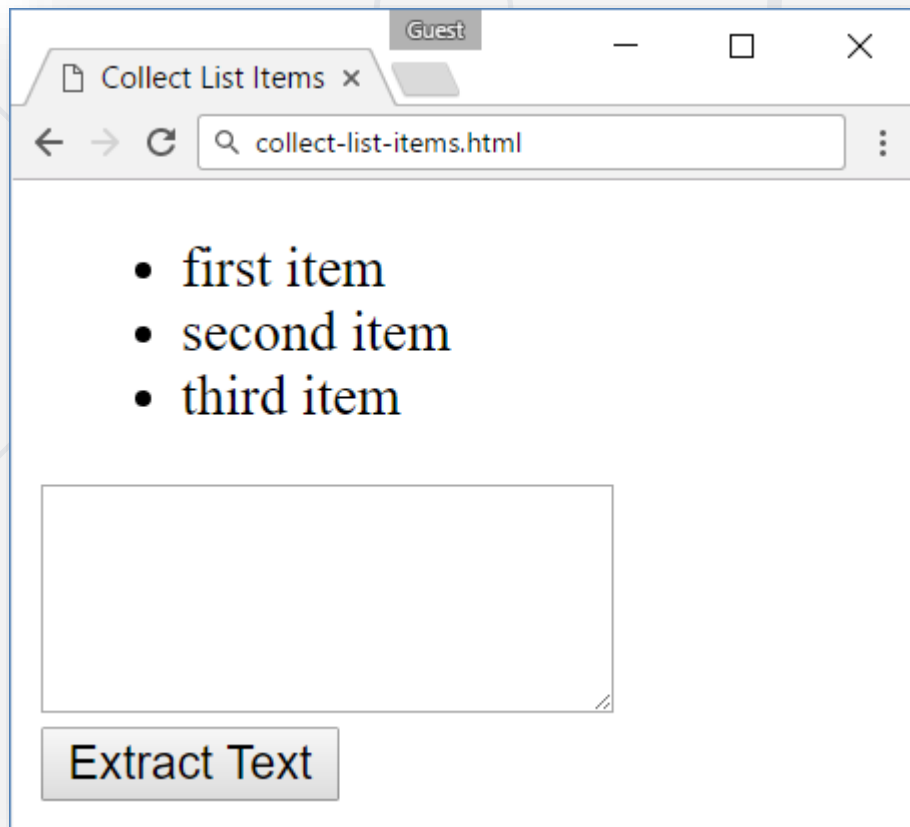 Guest
Collect List Items
collect-list-items.html
first item
second item
third item
Extract Text